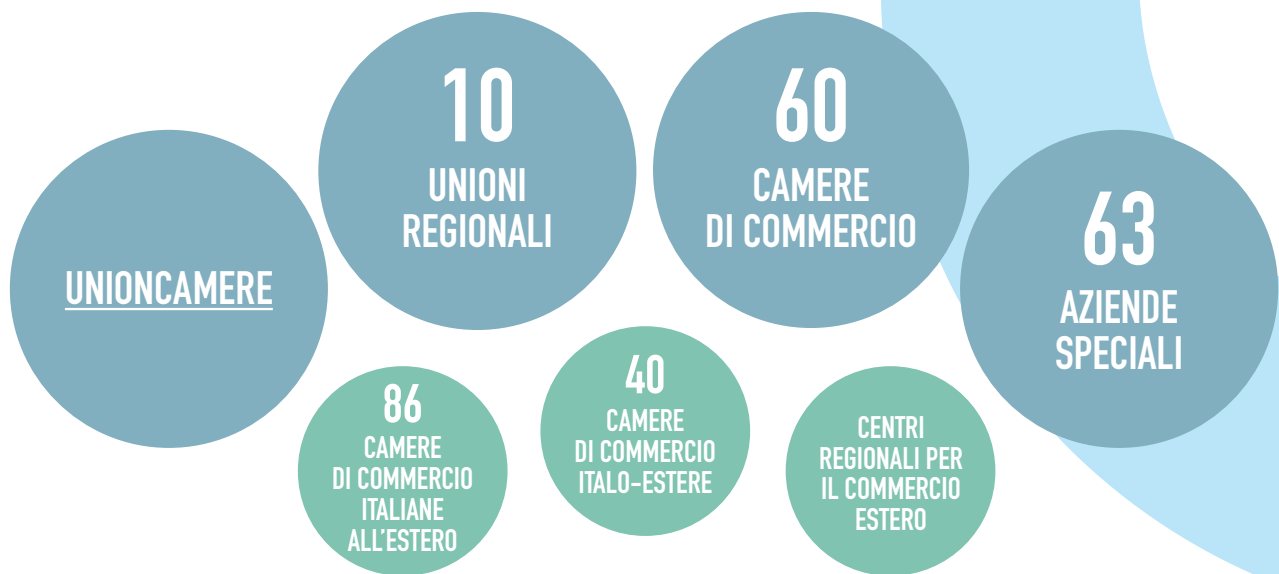 UNIONCAMERE
10
UNIONI
REGIONALI
60
CAMERE
DI COMMERCIO
63
AZIENDE
SPECIALI
86
CAMERE
DI COMMERCIO
ITALIANE
ALL'ESTERO
40
CAMERE
DI COMMERCIO
ITALO-ESTERE
CENTRI
REGIONALI PER
IL COMMERCIO
ESTERO